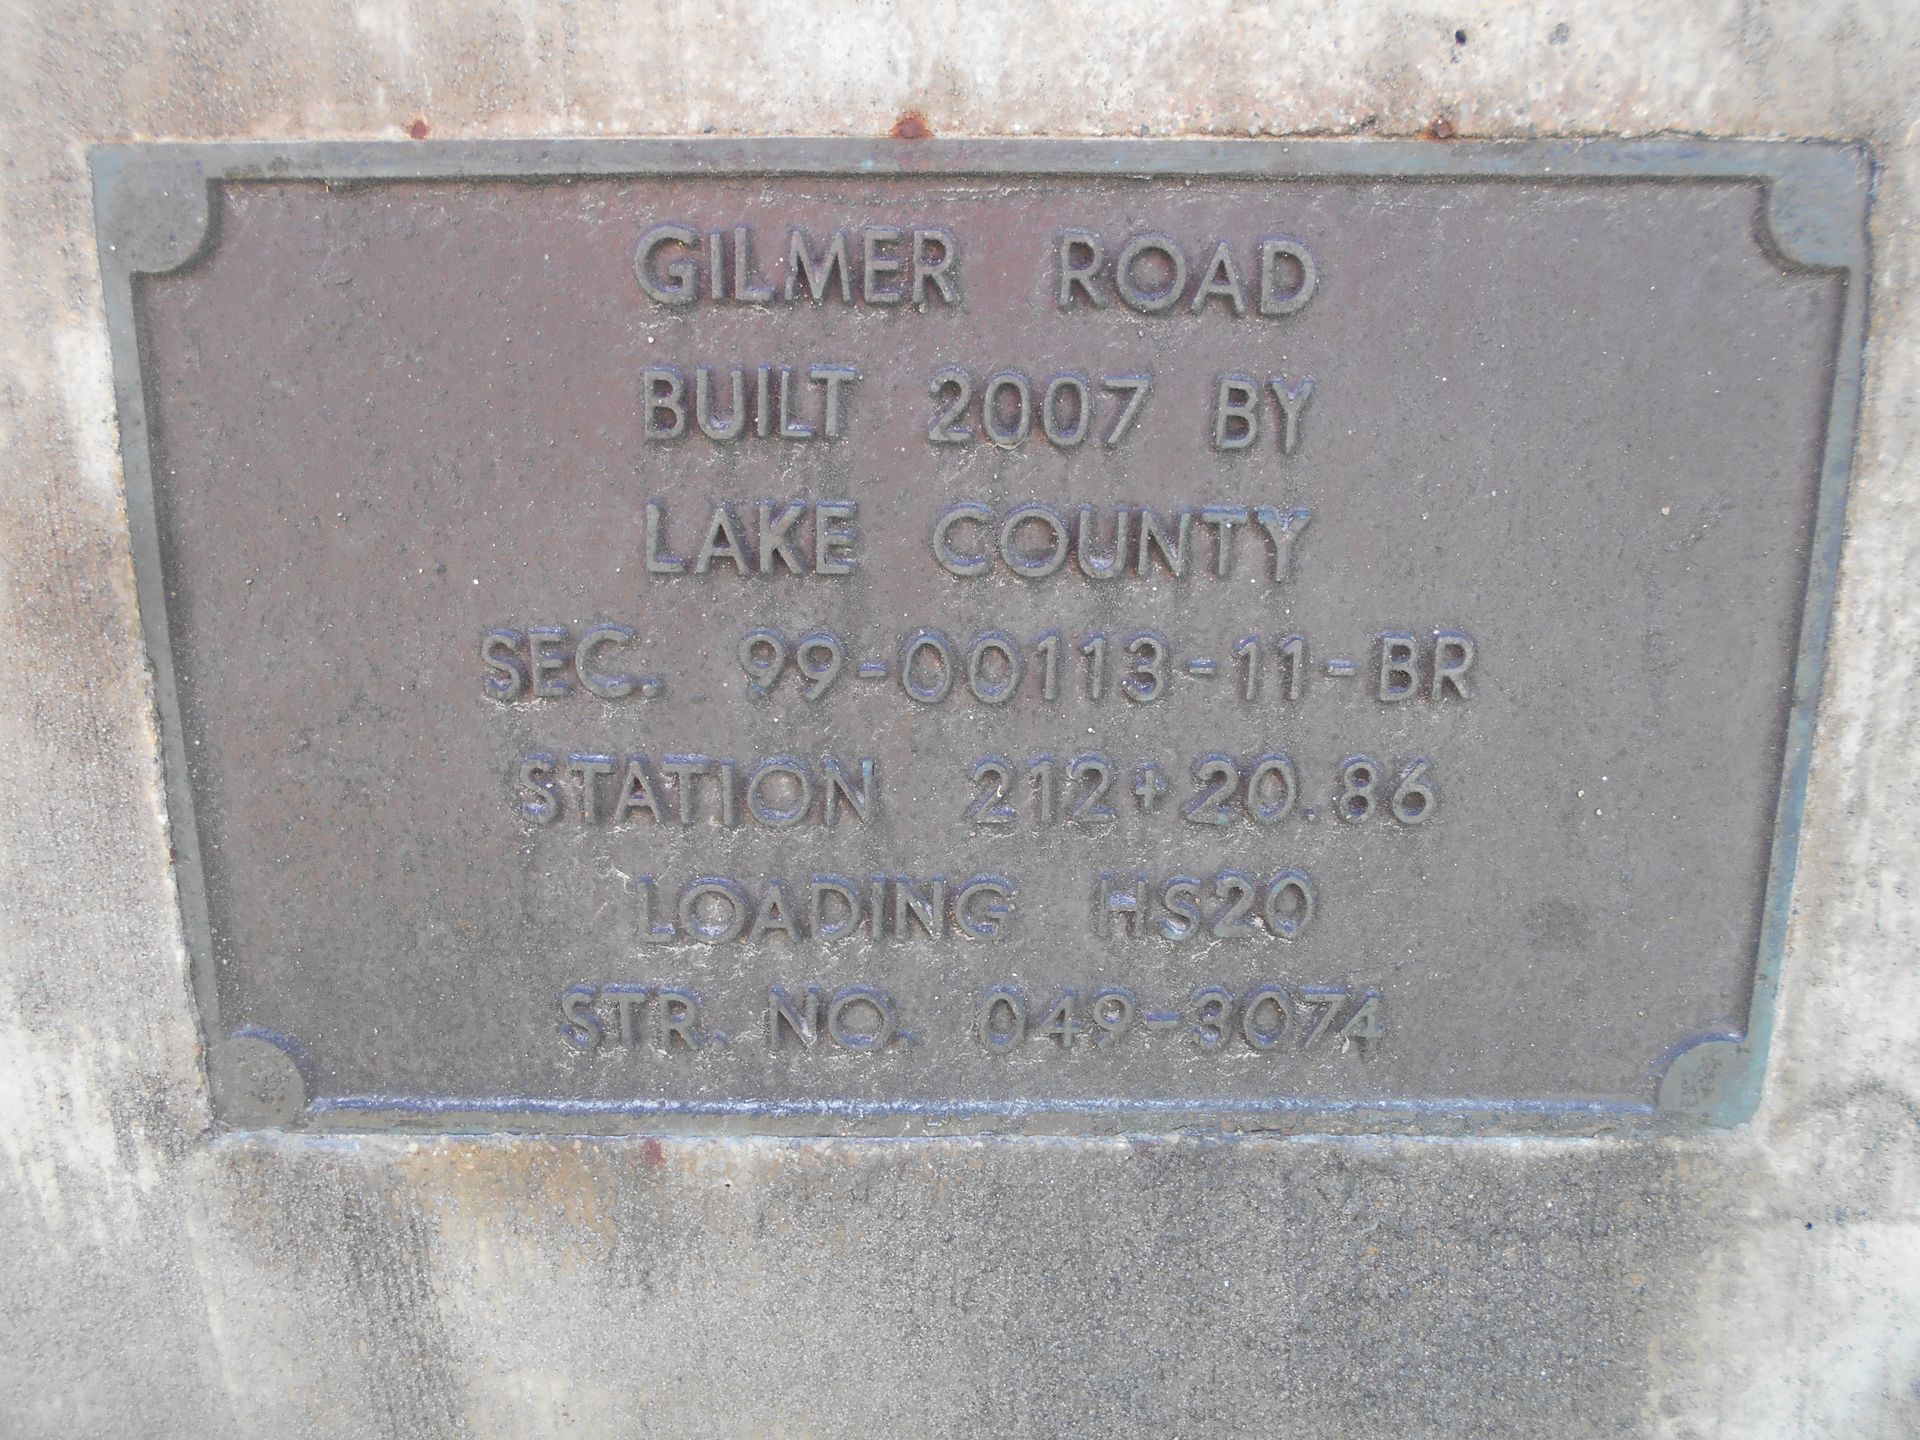 GILMER ROAD
BUILT 2007 BY
LAKE COUNTY
SEC. 99-00113-11-BR
STATION 212+20.86
LOADING HS20
STR. NO. 049-3074